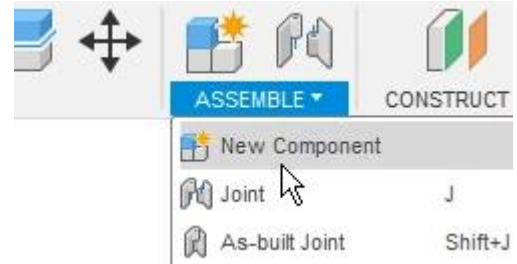 ASSEMBLE CONSTRUCT
New Component
Joint J
As-built Joint Shift+J